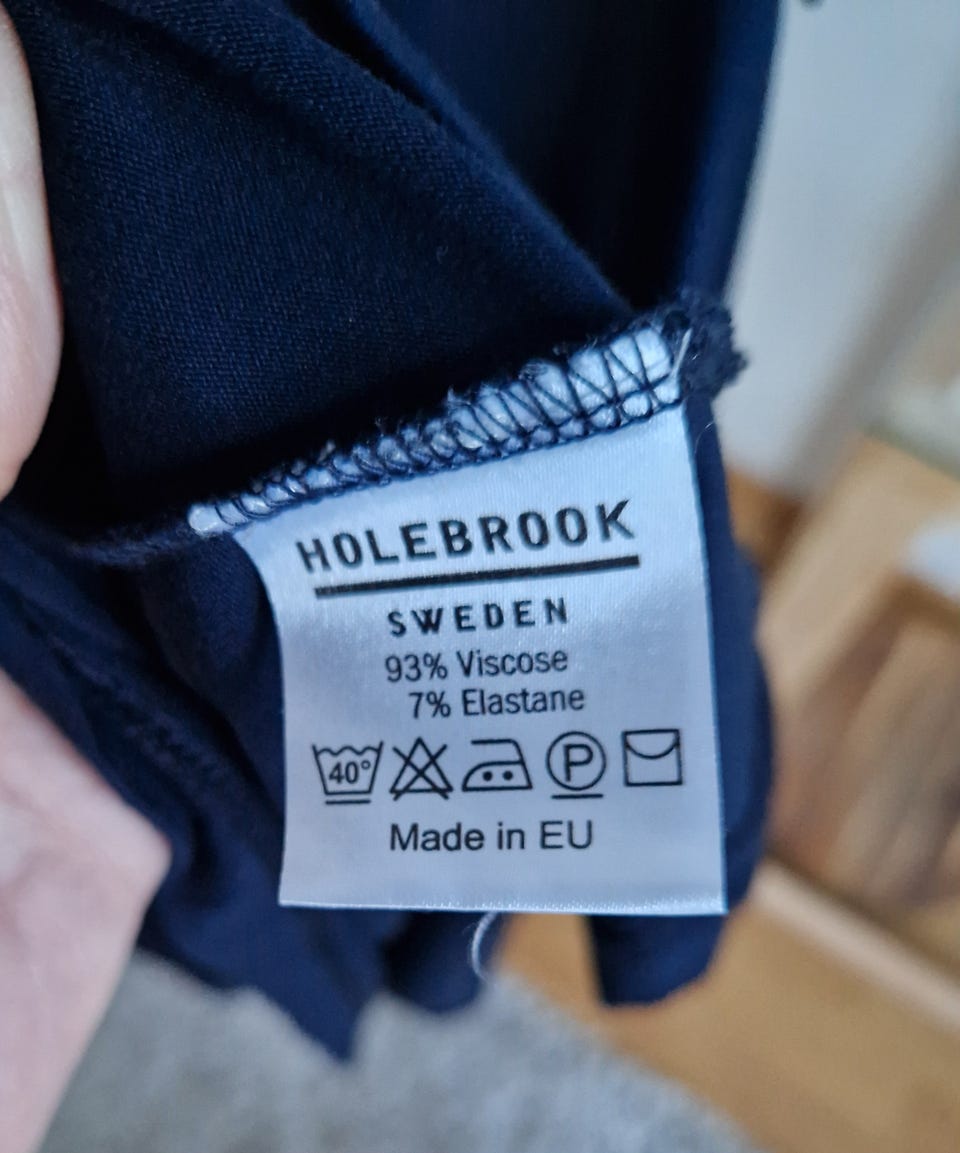 HOLEBROOK
SWEDEN
93% Viscose
7% Elastane
40° P
Made in EU